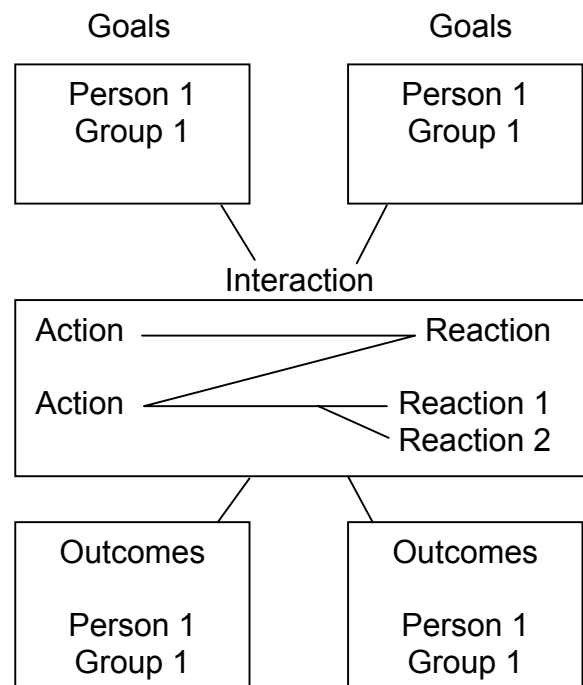 Goals
Goals
Person 1
Group 1
Person 1
Group 1
Interaction
Action
Reaction
Action
Reaction 1
Reaction 2
Outcomes
Person 1
Group 1
Outcomes
Person 1
Group 1